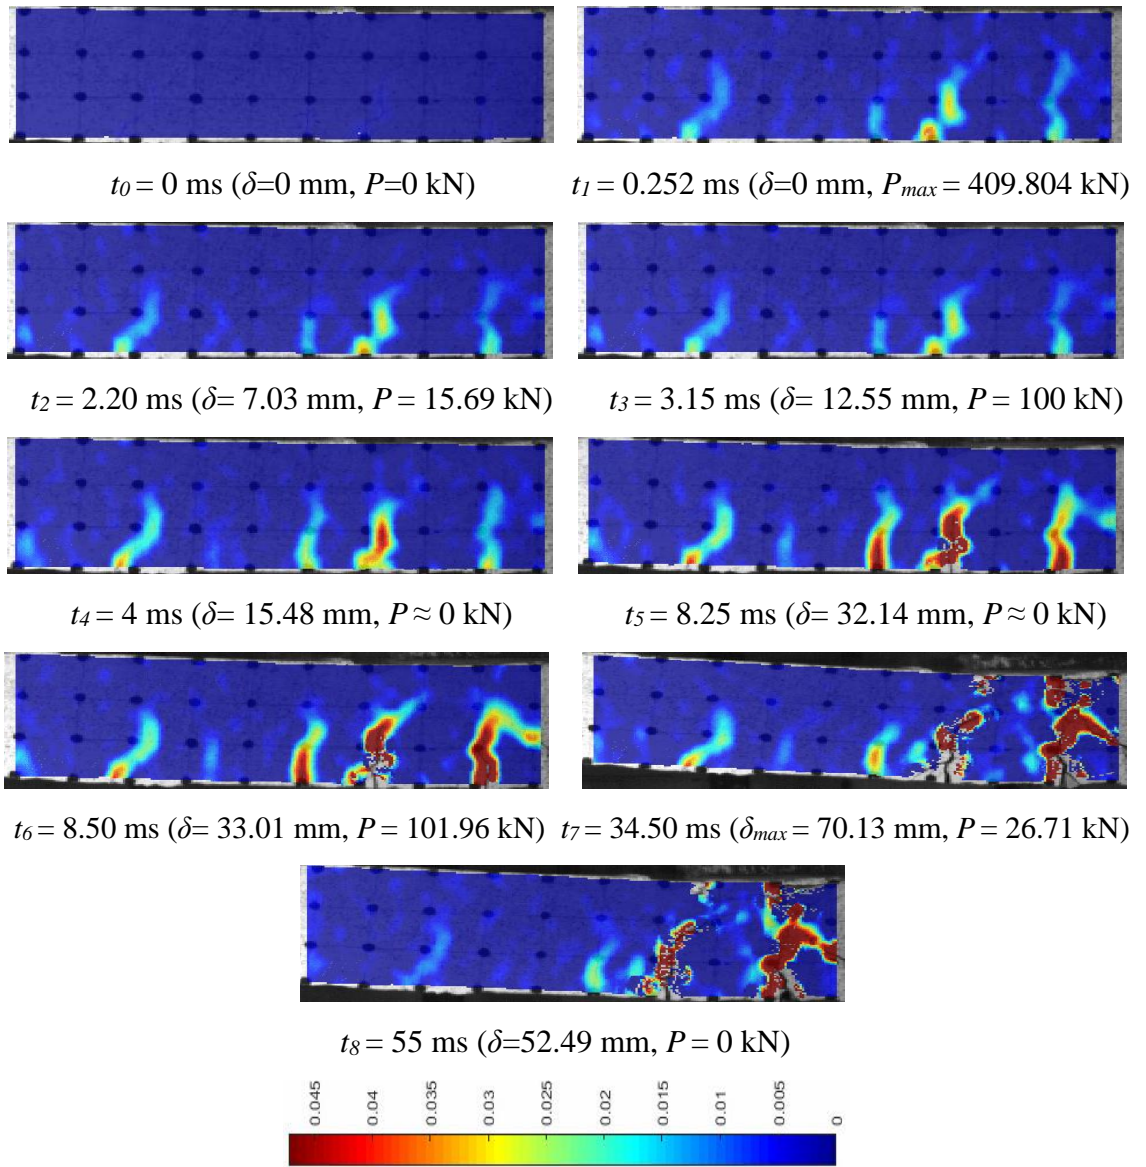 t0 = 0 ms (δ=0 mm, P=0 kN)
t1 = 0.252 ms (δ=0 mm, Pmax = 409.804 kN)
t2 = 2.20 ms (δ= 7.03 mm, P = 15.69 kN)
t3 = 3.15 ms (δ= 12.55 mm, P = 100 kN)
t4 = 4 ms (δ= 15.48 mm, P ≈ 0 kN)
t5 = 8.25 ms (δ= 32.14 mm, P ≈ 0 kN)
t6 = 8.50 ms (δ= 33.01 mm, P = 101.96 kN)
t7 = 34.50 ms (δmax = 70.13 mm, P = 26.71 kN)
t8 = 55 ms (δ=52.49 mm, P = 0 kN)
0.045
0.04
0.035
0.03
0.025
0.02
0.015
0.01
0.005
0